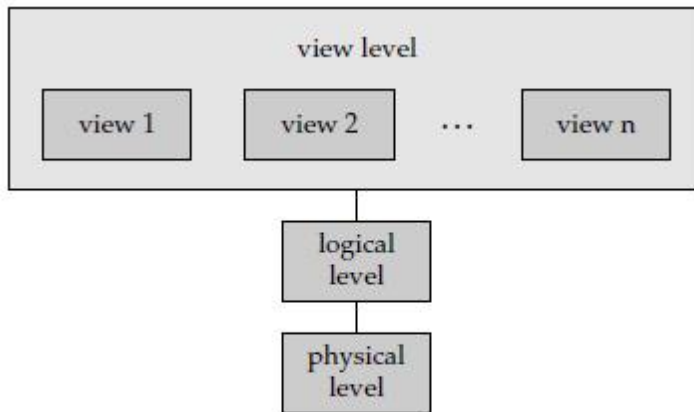 view level
view 1
view 2
...
view n
logical
level
physical
level